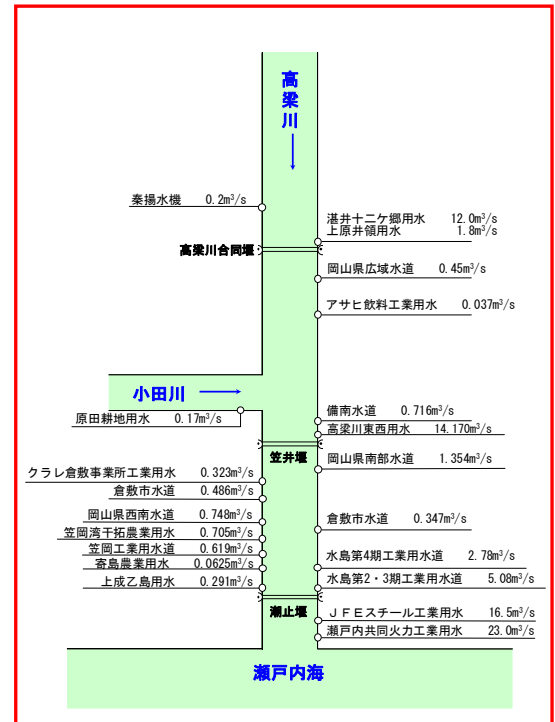 高梁川
秦揚水機 0.2m³/s
湛井十二ケ郷用水 12.0m³/s
上原井領用水 1.8m³/s
高梁川合同堰
岡山県広域水道 0.45m³/s
アサヒ飲料工業用水 0.037m³/s
小田川
原田耕地用水 0.17m³/s
備南水道 0.716m³/s
高梁川東西用水 14.170m³/s
笠井堰
岡山県南部水道 1.354m³/s
クラレ倉敷事業所工業用水 0.323m³/s
倉敷市水道 0.486m³/s
岡山県西南水道 0.748m³/s
倉敷市水道 0.347m³/s
笠岡湾干拓農業用水 0.705m³/s
笠岡工業用水道 0.619m³/s
寄島農業用水 0.0625m³/s
水島第4期工業用水道 2.78m³/s
上成乙島用水 0.291m³/s
水島第2・3期工業用水道 5.08m³/s
潮止堰
JFEスチール工業用水 16.5m³/s
瀬戸内共同火力工業用水 23.0m³/s
瀬戸内海